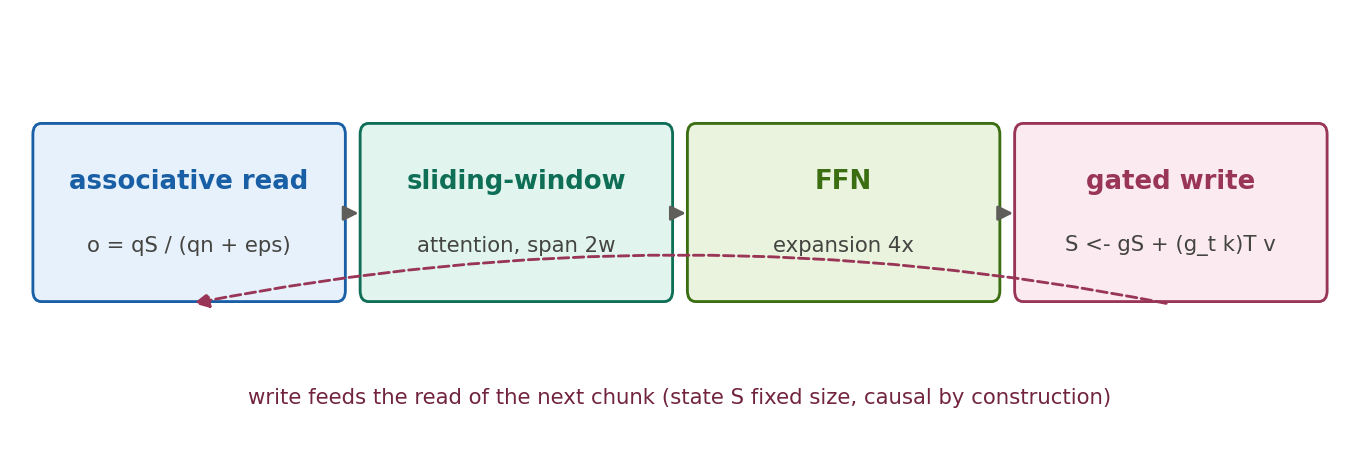 associative read
o = qS / (qn + eps)
sliding-window
attention, span 2w
FFN
expansion 4x
gated write
S <- gS + (g_t k)T v
write feeds the read of the next chunk (state S fixed size, causal by construction)